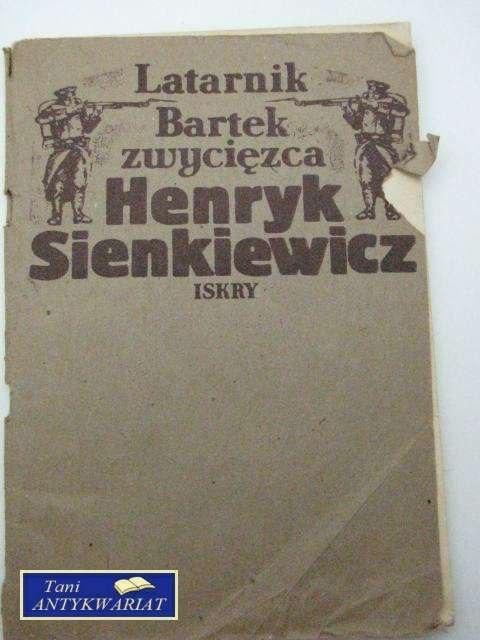 Latarnik
Bartek
zwycięzca
Henryk
Sienkiewicz
ISKRY
Tani
ANTYKWARIAT